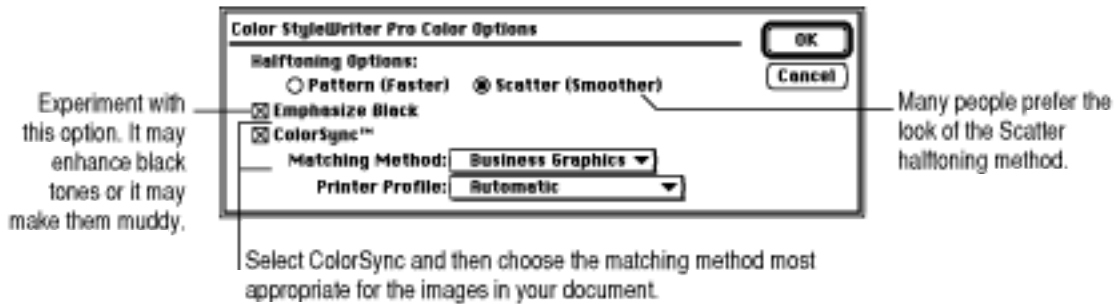 Color StyleWriter Pro Color Options
OK
Cancel
Halftoning Options:
Pattern (Faster) Scatter (Smoother)
Emphasize Black
ColorSync™
Matching Method: Business Graphics
Printer Profile: Automatic
Experiment with
this option. It may
enhance black
tones or it may
make them muddy.
Many people prefer the
look of the Scatter
halftoning method.
Select ColorSync and then choose the matching method most
appropriate for the images in your document.